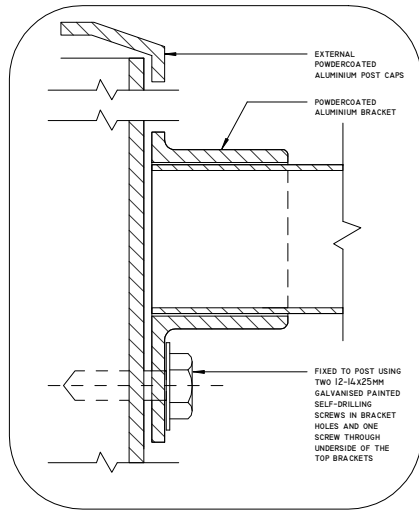 EXTERNAL
POWDERCOATED
ALUMINIUM POST CAPS
POWDERCOATED
ALUMINIUM BRACKET
FIXED TO POST USING
TWO 12-14X25MM
GALVANISED PAINTED
SELF-DRILLING
SCREWS IN BRACKET
HOLES AND ONE
SCREW THROUGH
UNDERSIDE OF THE
TOP BRACKETS